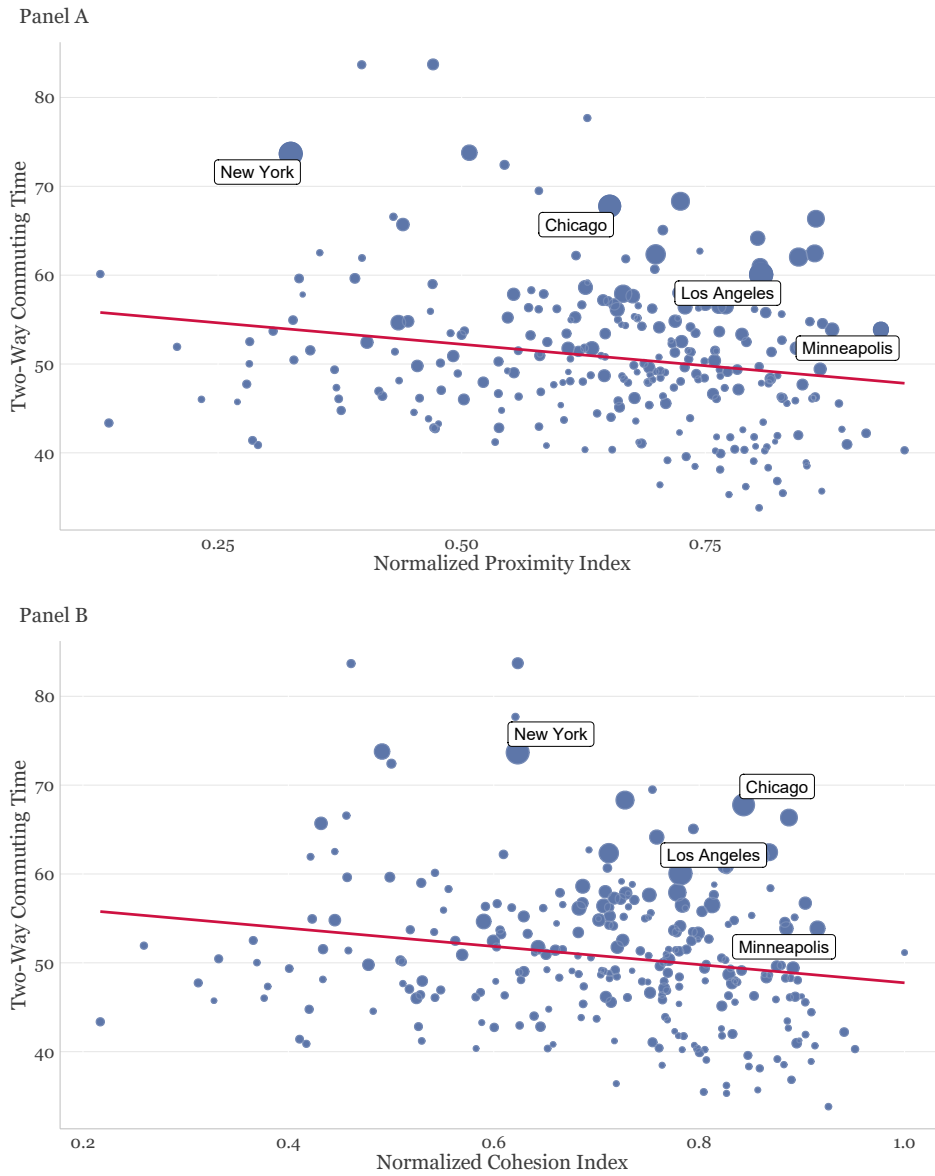 Panel A
Two-Way Commuting Time
80
70
60
50
40
New York
Chicago
Los Angeles
Minneapolis
0.25
0.50
0.75
Normalized Proximity Index
Panel B
Two-Way Commuting Time
80
70
60
50
40
New York
Chicago
Los Angeles
Minneapolis
0.2
0.4
0.6
0.8
1.0
Normalized Cohesion Index